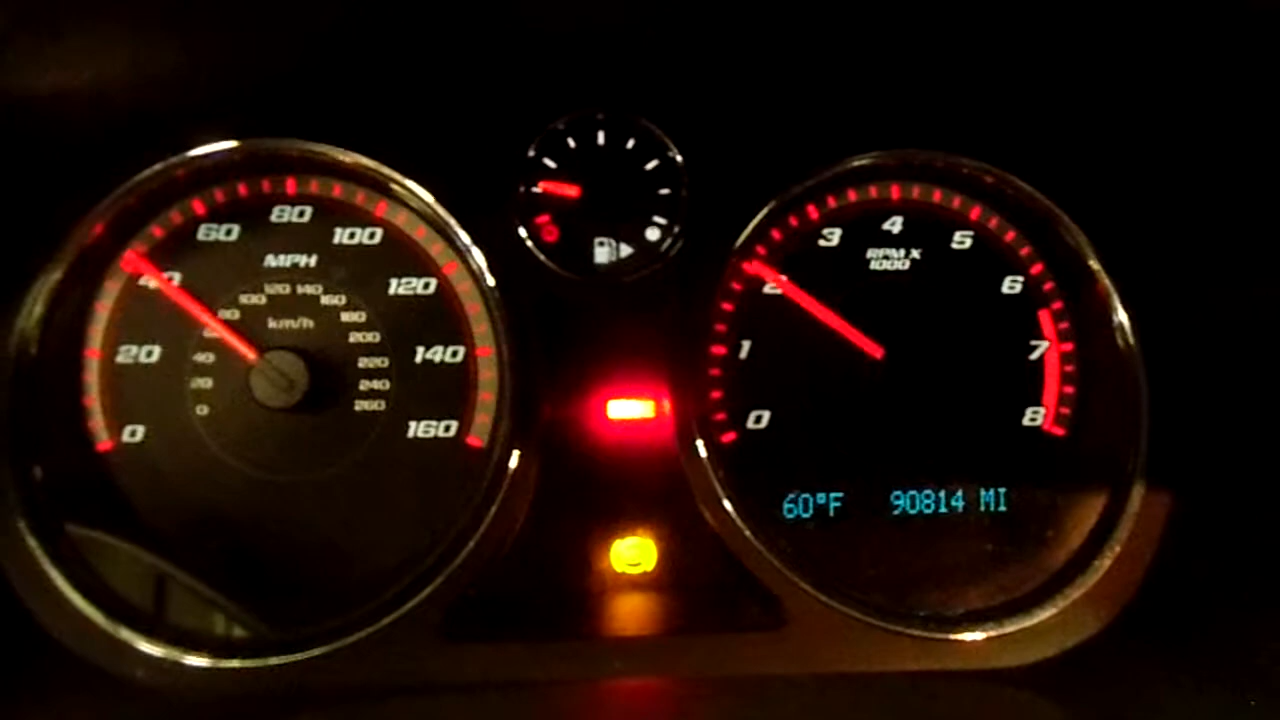 0 20 40 60 80 100 120 140 160
MPH
0 20 40 60 80 100 120 140 160 180 200 220 240 260
km/h
0 1 2 3 4 5 6 7 8
RPM X
1000
60°F 90814 MI